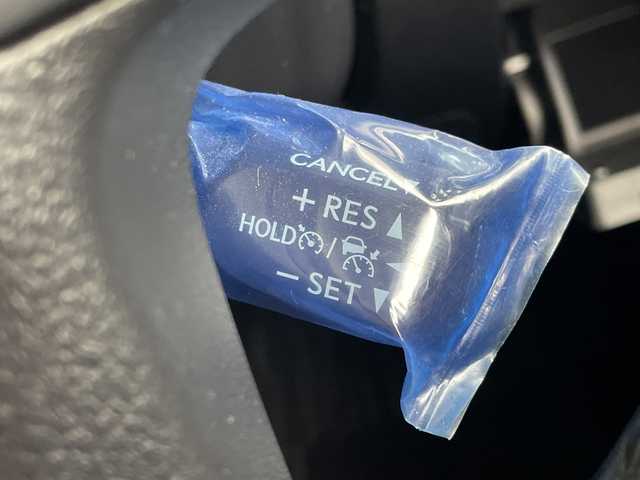 CANCEL
+ RES ▲
HOLD /
− SET ▼